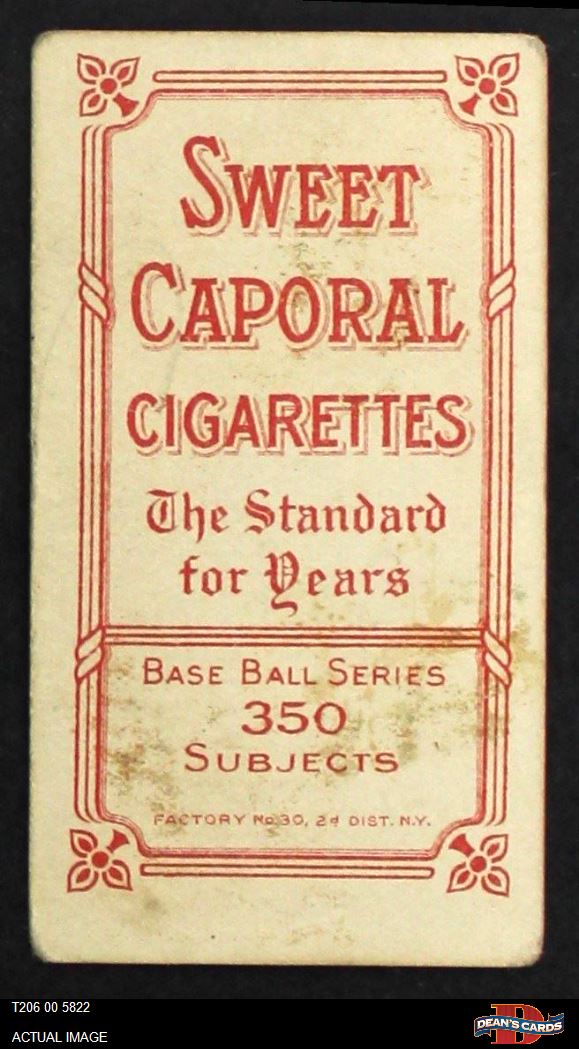 SWEET
CAPORAL
CIGARETTES
The Standard
for Years
BASE BALL SERIES
350
SUBJECTS
FACTORY No. 30, 2d DIST. N.Y.
T206 00 5822
ACTUAL IMAGE
D
DEAN'S CARDS